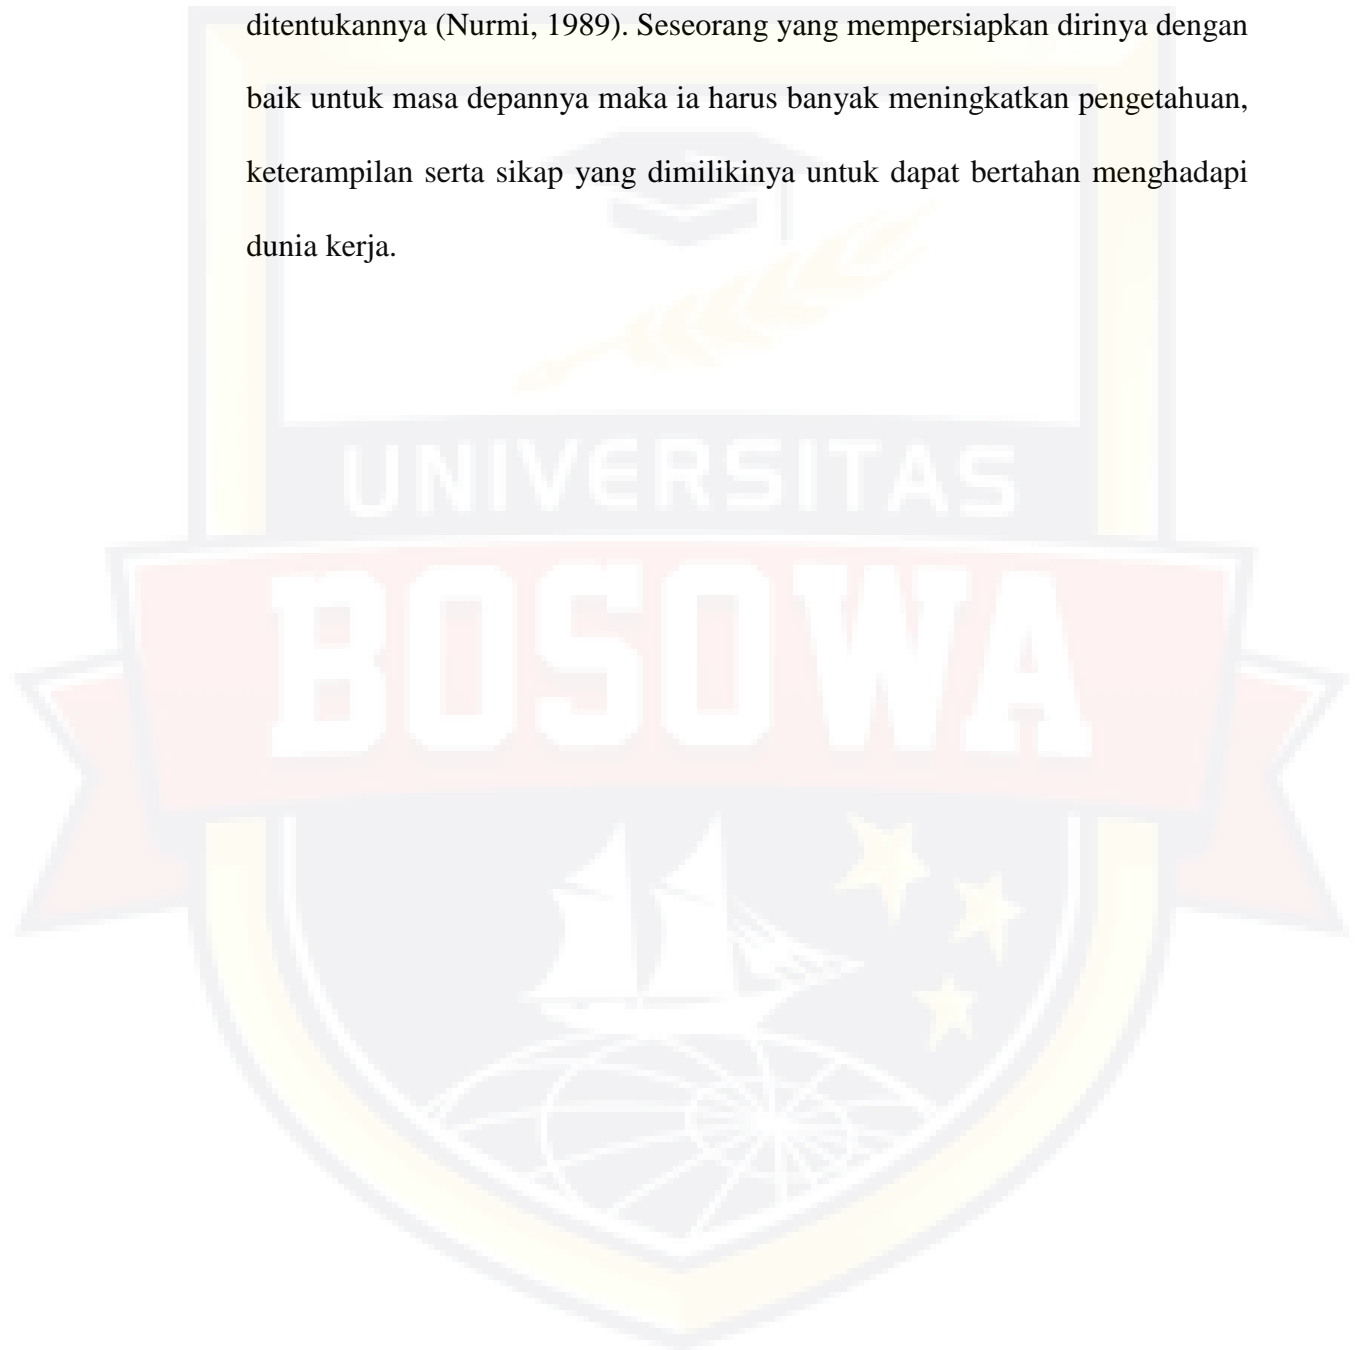 ditentukannya (Nurmi, 1989). Seseorang yang mempersiapkan dirinya dengan
baik untuk masa depannya maka ia harus banyak meningkatkan pengetahuan,
keterampilan serta sikap yang dimilikinya untuk dapat bertahan menghadapi
dunia kerja.
UNIVERSITAS
BOSOWA